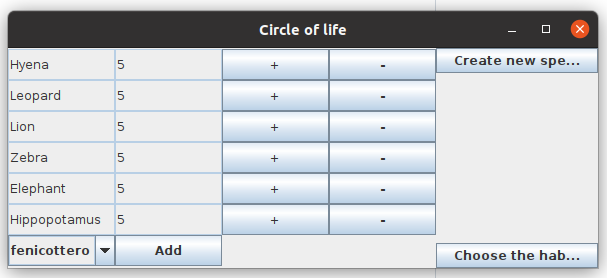 Circle of life
Hyena 5 + - Create new spe...
Leopard 5 + -
Lion 5 + -
Zebra 5 + -
Elephant 5 + -
Hippopotamus 5 + -
fenicottero Add Choose the hab...